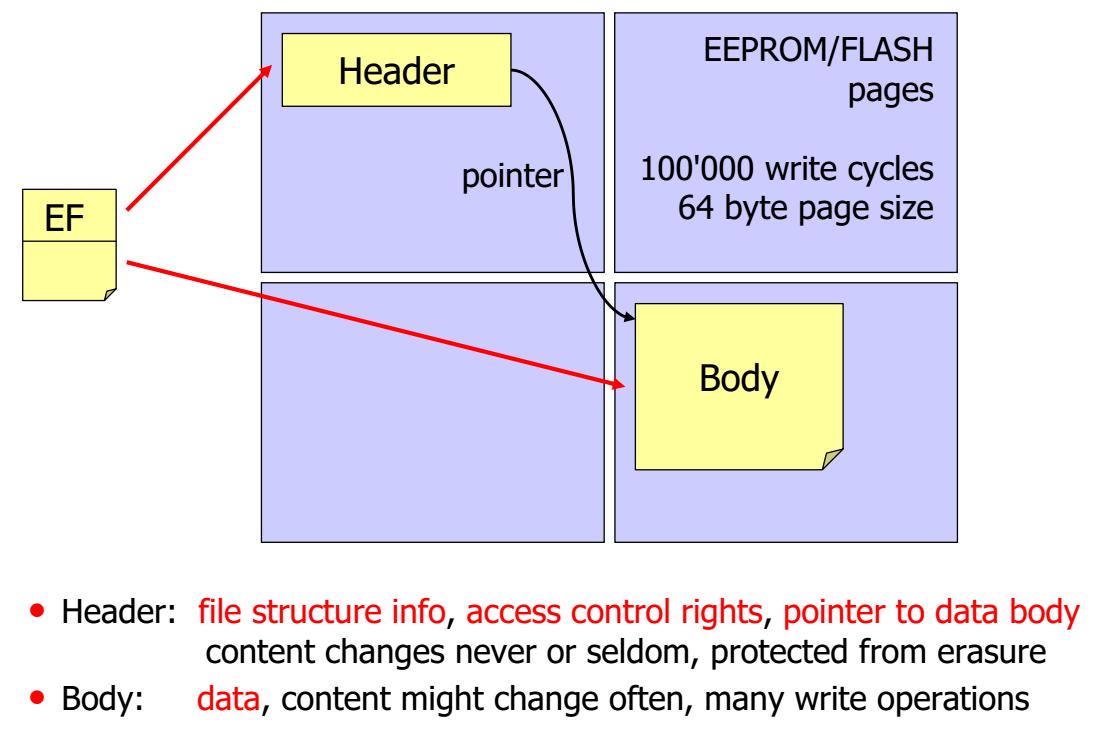 Header
EEPROM/FLASH
pages
pointer
100'000 write cycles
64 byte page size
EF
Body
• Header: file structure info, access control rights, pointer to data body
content changes never or seldom, protected from erasure
• Body: data, content might change often, many write operations